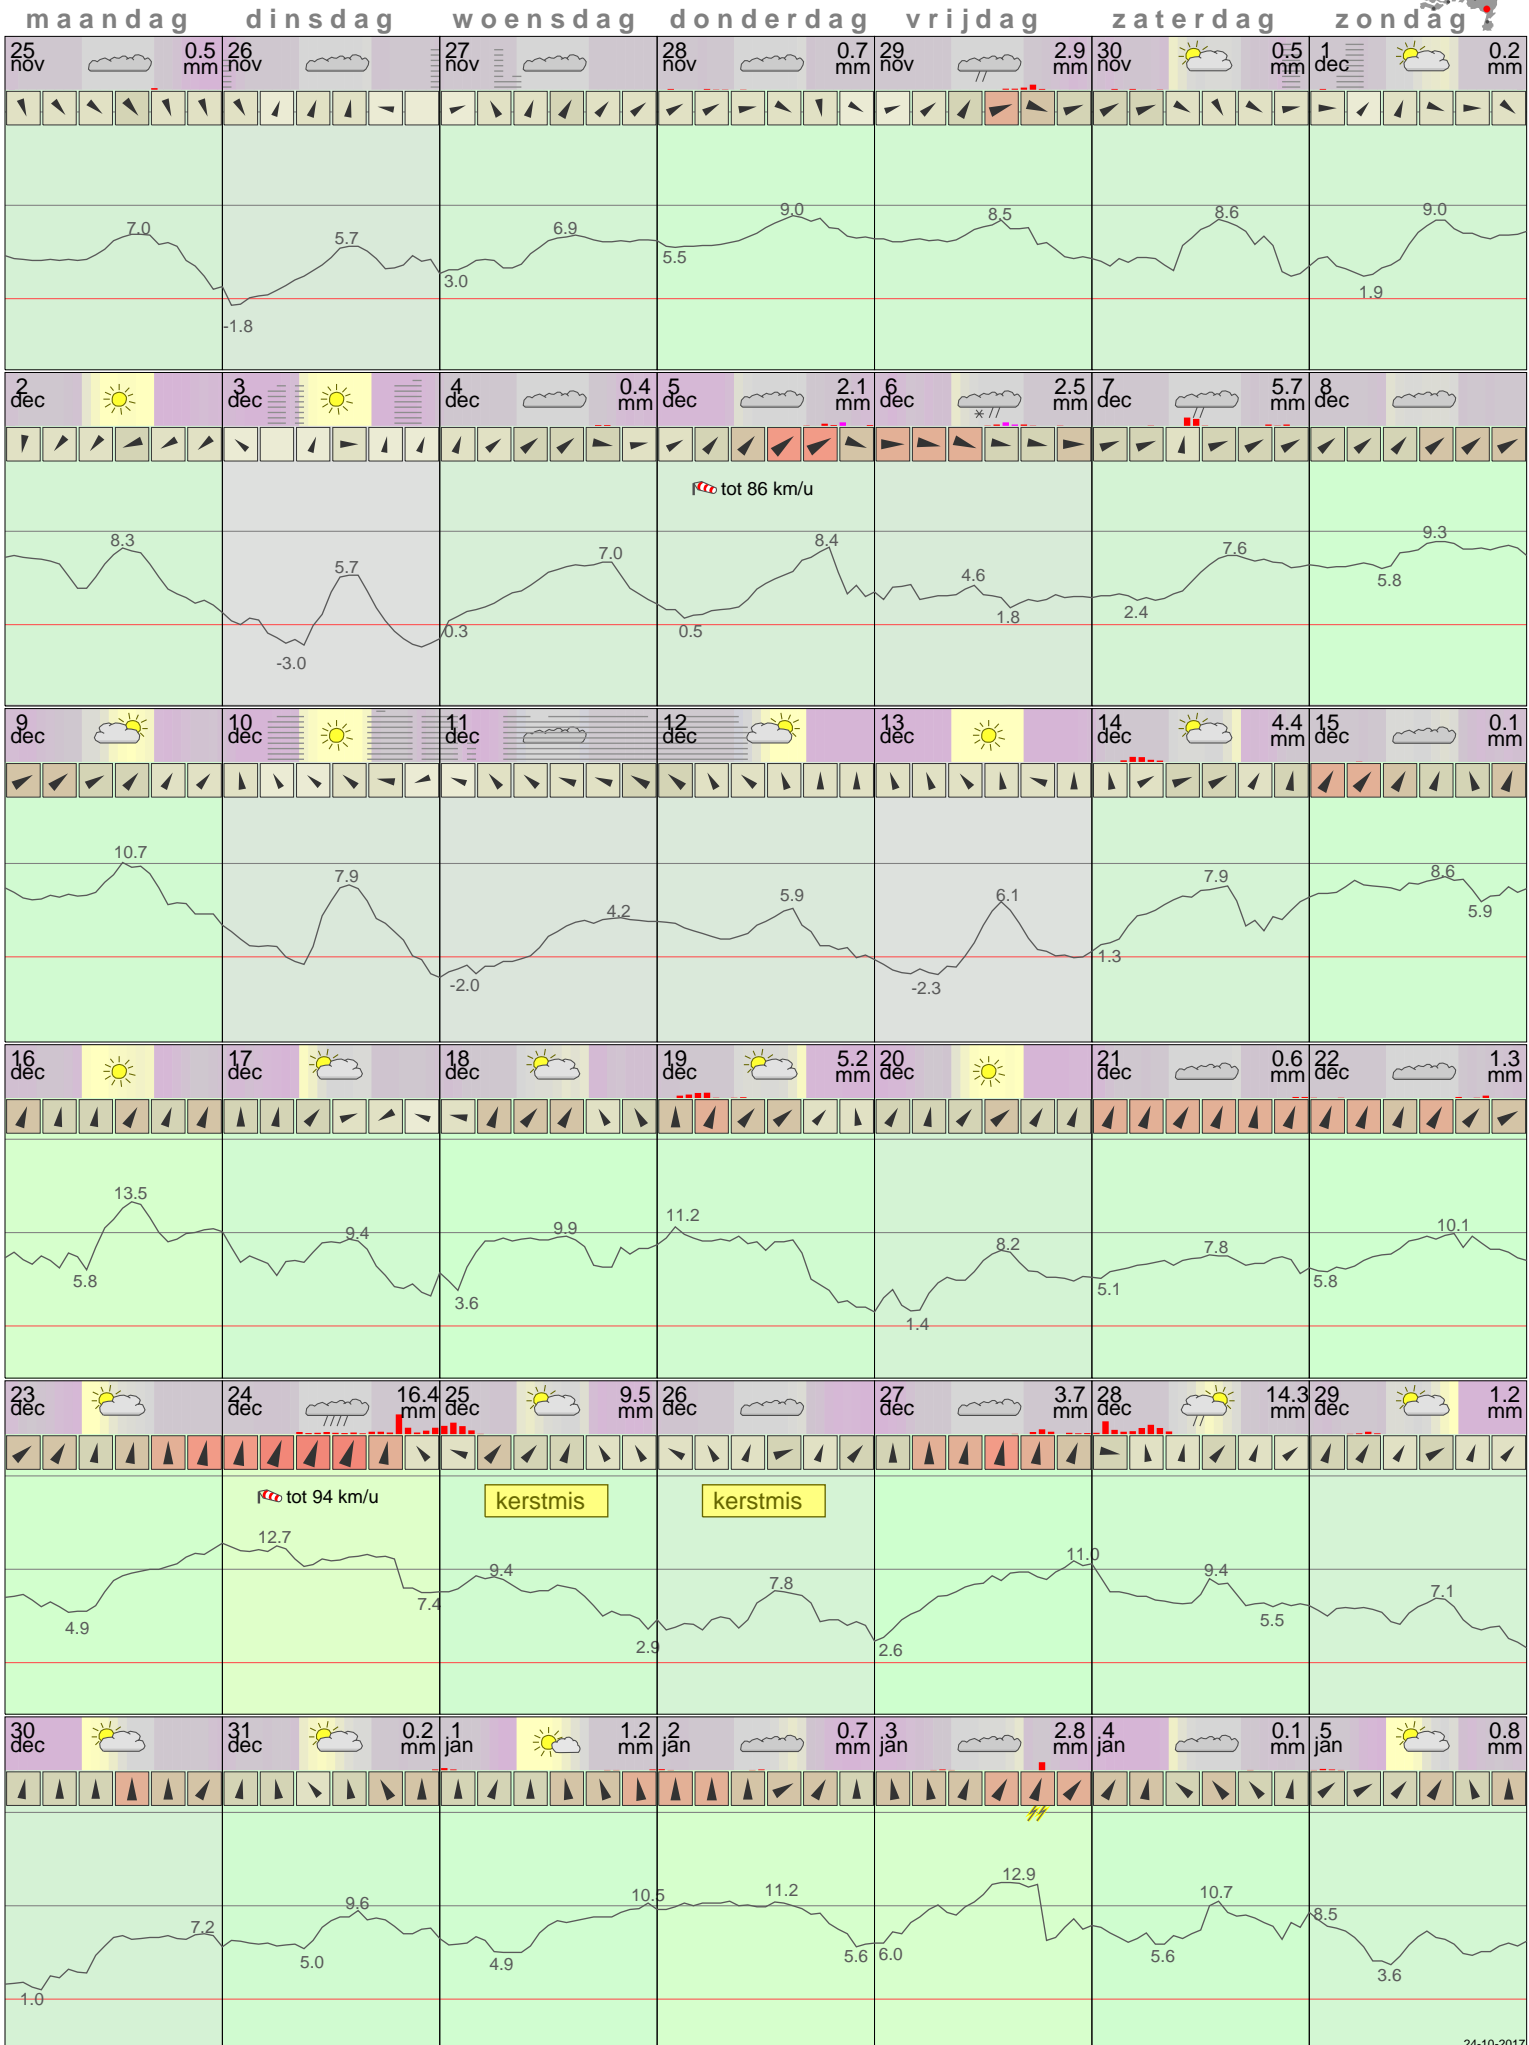 maandag dinsdag woensdag donderdag vrijdag zaterdag zondag
25 nov 0.5 mm 26 nov 27 nov 28 nov 0.7 mm 29 nov 2.9 mm 30 nov 0.5 mm 1 dec 0.2 mm
7.0 5.7 6.9 9.0 8.5 8.6 9.0
-1.8 3.0 5.5 1.9
2 dec 3 dec 4 dec 0.4 mm 5 dec 2.1 mm 6 dec 2.5 mm 7 dec 5.7 mm 8 dec
tot 86 km/u
8.3 5.7 7.0 8.4 4.6 7.6 9.3
-3.0 0.3 0.5 1.8 2.4 5.8
9 dec 10 dec 11 dec 12 dec 13 dec 14 dec 4.4 mm 15 dec 0.1 mm
10.7 7.9 4.2 5.9 6.1 7.9 8.6
-2.0 -2.3 1.3 5.9
16 dec 17 dec 18 dec 19 dec 5.2 mm 20 dec 21 dec 0.6 mm 22 dec 1.3 mm
13.5 9.4 9.9 11.2 8.2 7.8 10.1
5.8 3.6 1.4 5.1 5.8
23 dec 24 dec 16.4 mm 25 dec 9.5 mm 26 dec 27 dec 3.7 mm 28 dec 14.3 mm 29 dec 1.2 mm
tot 94 km/u kerstmis kerstmis
12.7 9.4 7.8 11.0 9.4 7.1
4.9 7.4 2.9 2.6 5.5
30 dec 31 dec 0.2 mm 1 jan 1.2 mm 2 jan 0.7 mm 3 jan 2.8 mm 4 jan 0.1 mm 5 jan 0.8 mm
7.2 9.6 10.5 11.2 12.9 10.7 8.5
1.0 5.0 4.9 5.6 6.0 5.6 3.6
24-10-2017